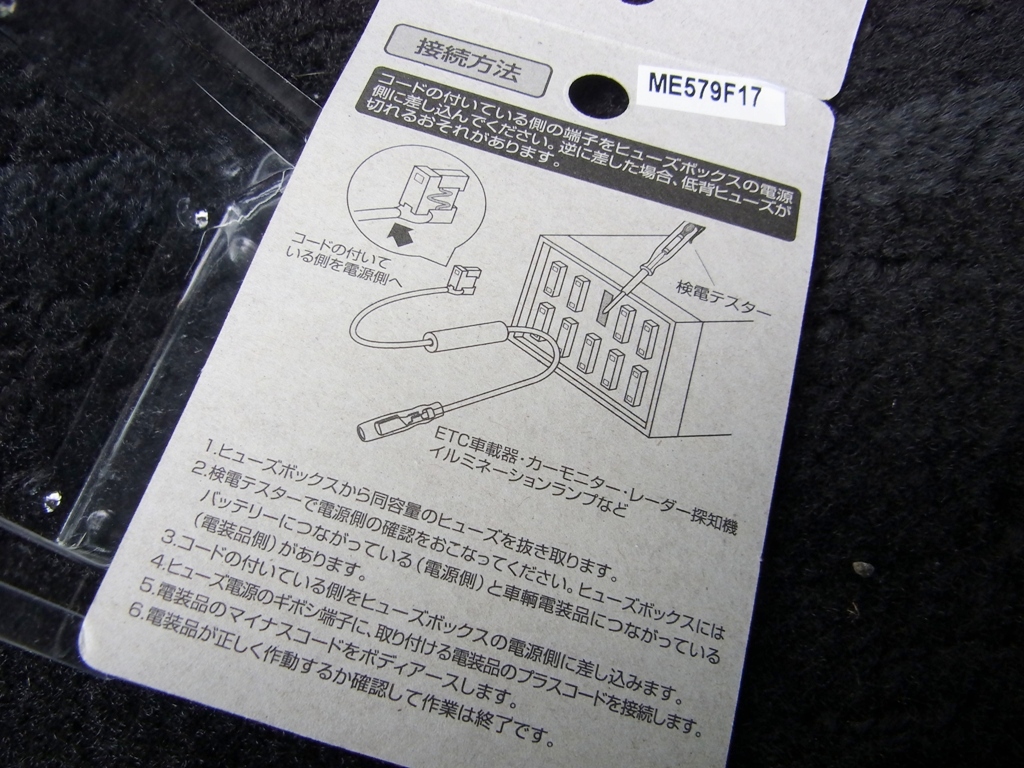 接続方法
ME579F17
コードの付いている側の端子をヒューズボックスの電源
側に差し込んでください。逆に差した場合、低背ヒューズが
切れるおそれがあります。
コードの付いて
いる側を電源側へ
検電テスター
ETC車載器・カーモニター・レーダー探知機
イルミネーションランプなど
1.ヒューズボックスから同容量のヒューズを抜き取ります。
2.検電テスターで電源側の確認をおこなってください。ヒューズボックスには
バッテリーにつながっている(電源側)と車輌電装品につながっている
(電装品側)があります。
3.コードの付いている側をヒューズボックスの電源側に差し込みます。
4.ヒューズ電源のギボシ端子に、取り付ける電装品のプラスコードを接続します。
5.電装品のマイナスコードをボディアースします。
6.電装品が正しく作動するか確認して作業は終了です。